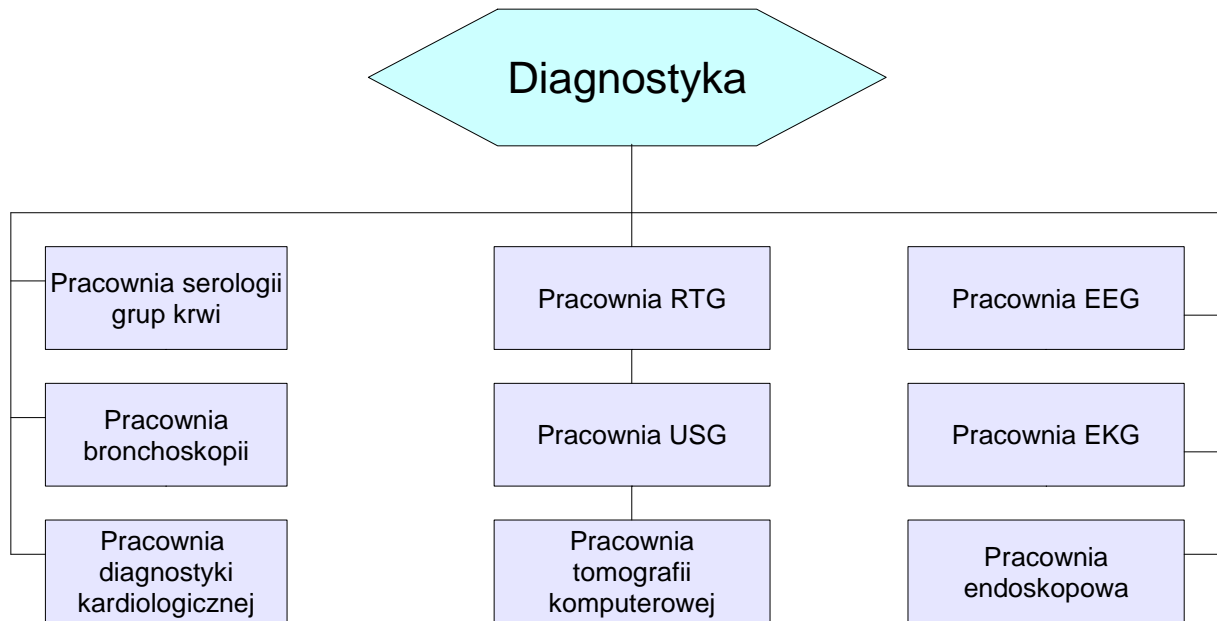 Diagnostyka
Pracownia serologii
grup krwi
Pracownia RTG
Pracownia EEG
Pracownia
bronchoskopii
Pracownia USG
Pracownia EKG
Pracownia
diagnostyki
kardiologicznej
Pracownia
tomografii
komputerowej
Pracownia
endoskopowa